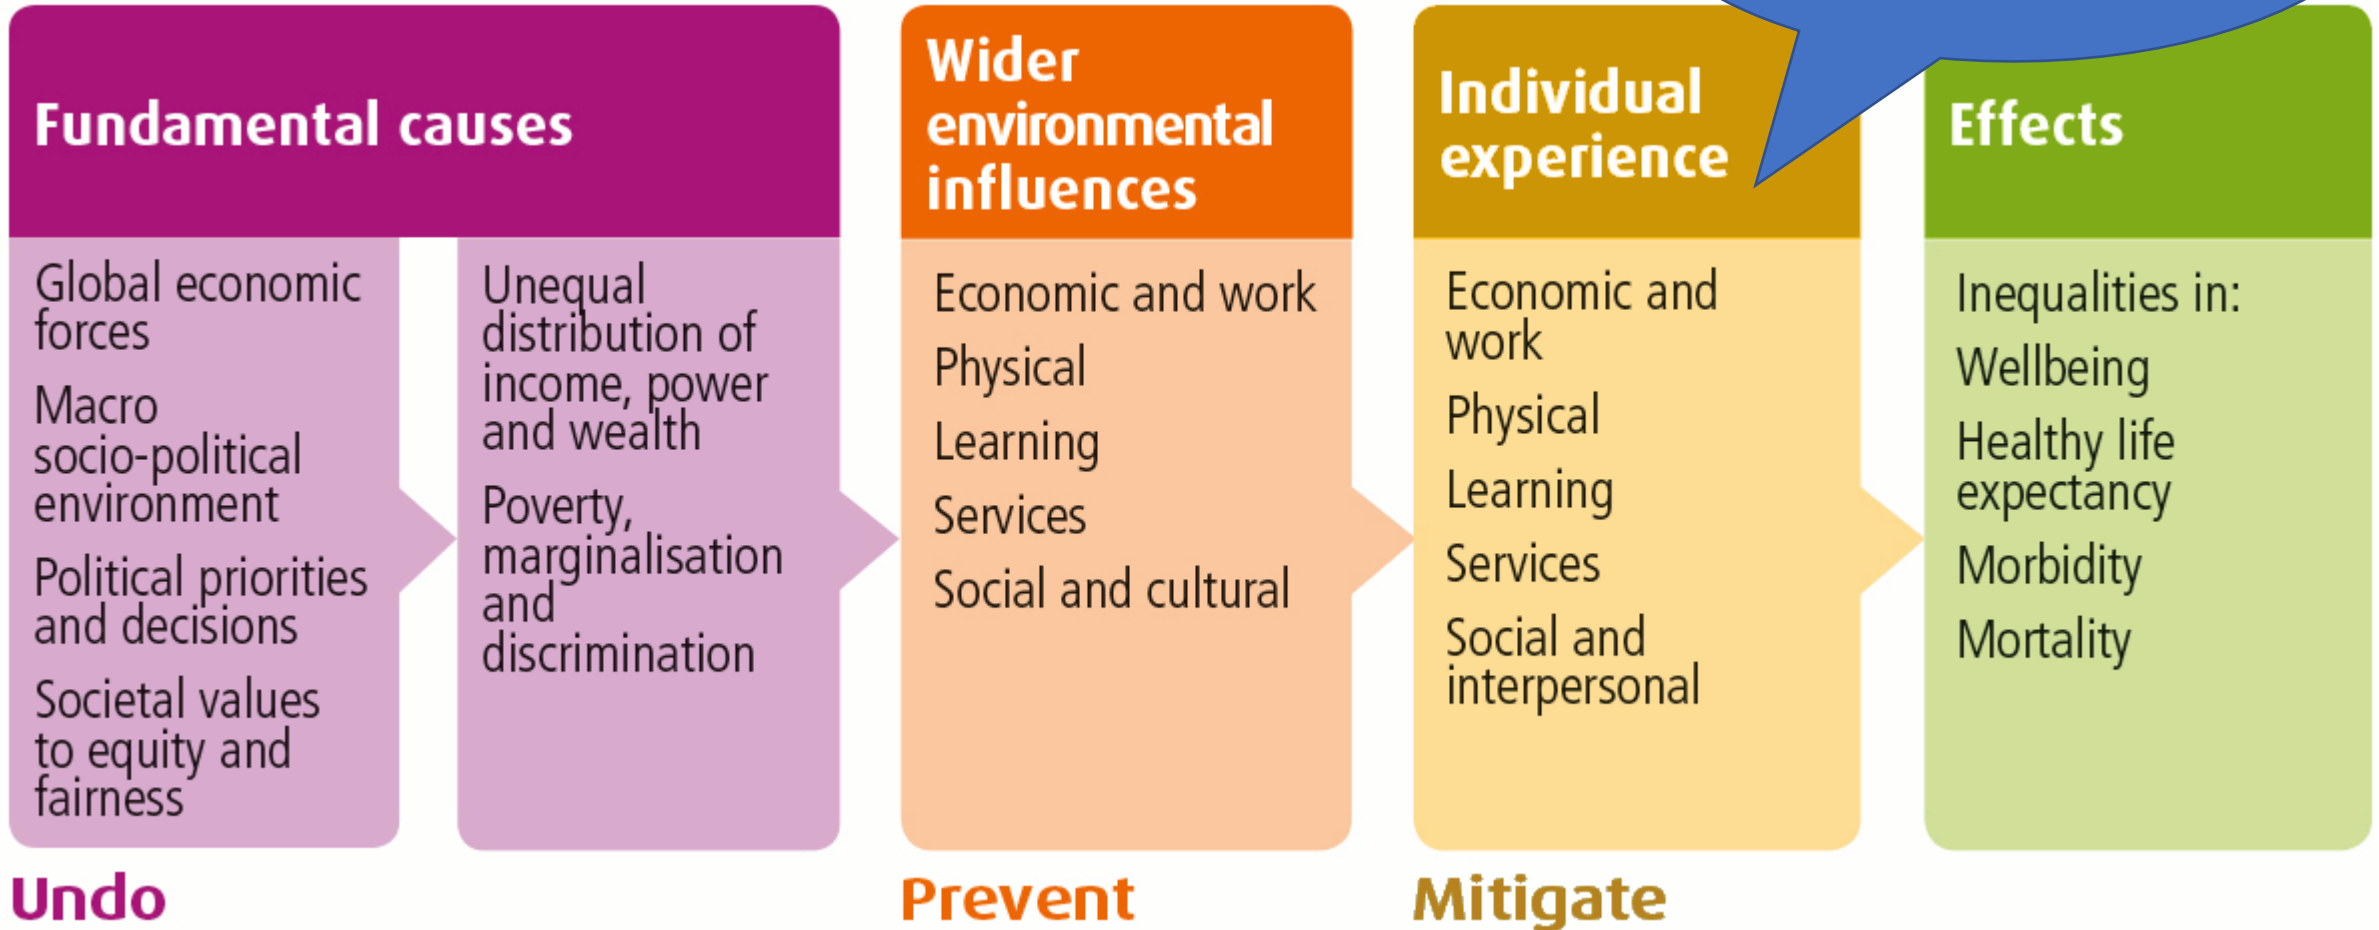 Fundamental causes
Global economic
forces
Macro
socio-political
environment
Political priorities
and decisions
Societal values
to equity and
fairness
Unequal
distribution of
income, power
and wealth
Poverty,
marginalisation
and
discrimination
Undo
Wider
environmental
influences
Economic and work
Physical
Learning
Services
Social and cultural
Prevent
Individual
experience
Economic and
work
Physical
Learning
Services
Social and
interpersonal
Mitigate
Effects
Inequalities in:
Wellbeing
Healthy life
expectancy
Morbidity
Mortality